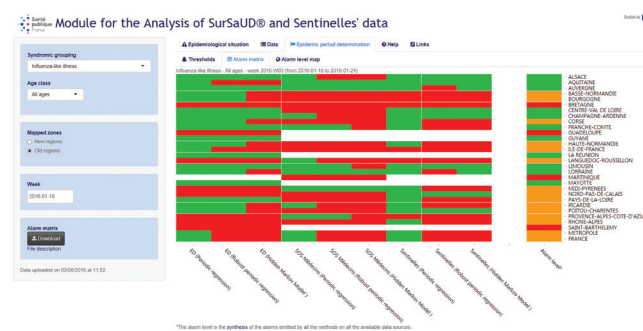 Santé
publique
France
Module for the Analysis of SurSaUD® and Sentinelles' data
Syndromic grouping
Influenza-like illness
Age class
All ages
Mapped zones
New regions
Old regions
Week
2016-01-18
Alarm matrix
Download
File description
Data uploaded on 03/08/2016 at 11:52
Epidemiological situation
Data
Epidemic period determination
Help
Links
Thresholds
Alarm matrix
Alarm level map
Influenza-like illness - All ages - week 2016-W03 (from 2016-01-18 to 2016-01-24)
ALSACE
AQUITAINE
AUVERGNE
BASSE-NORMANDIE
BOURGOGNE
BRETAGNE
CENTRE-VAL DE LOIRE
CHAMPAGNE-ARDENNE
CORSE
FRANCHE-COMTE
GUADELOUPE
GUYANE
HAUTE-NORMANDIE
ILE-DE-FRANCE
LA REUNION
LANGUEDOC-ROUSSILLON
LIMOUSIN
LORRAINE
MARTINIQUE
MAYOTTE
MIDI-PYRENEES
NORD-PAS-DE-CALAIS
PAYS-DE-LA-LOIRE
PICARDIE
POITOU-CHARENTES
PROVENCE-ALPES-COTE-D'AZU
RHONE-ALPES
SAINT-BARTHELEMY
METROPOLE
FRANCE
ED (Periodic regression)
ED (Robust periodic regression)
ED (Hidden Markov Model )
SOS Médecins (Periodic regression)
SOS Médecins (Robust periodic regression)
SOS Médecins (Hidden Markov Model )
Sentinelles (Periodic regression)
Sentinelles (Robust periodic regression)
Sentinelles (Hidden Markov Model )
Alarm level*
*The alarm level is the synthesis of the alarms emitted by all the methods on all the available data sources .